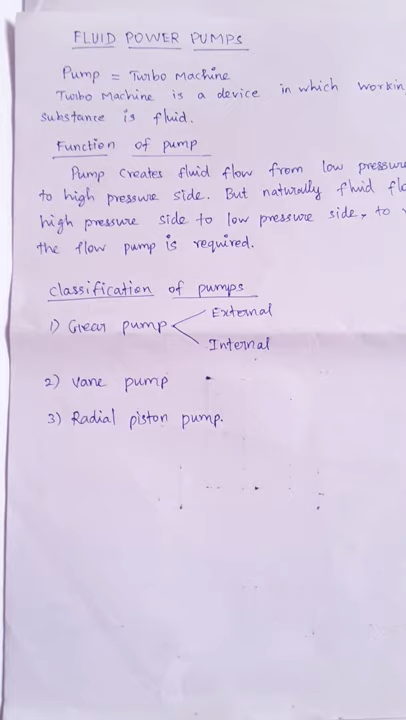 FLUID POWER PUMPS
Pump = Turbo Machine
Turbo Machine is a device in which workin
substance is fluid.
Function of pump
Pump creates fluid flow from low pressure
to high pressure side. But naturally fluid flo
high pressure side to low pressure side, to
the flow pump is required.
Classification of pumps
1) Gear pump
External
Internal
2) Vane pump
3) Radial piston pump.